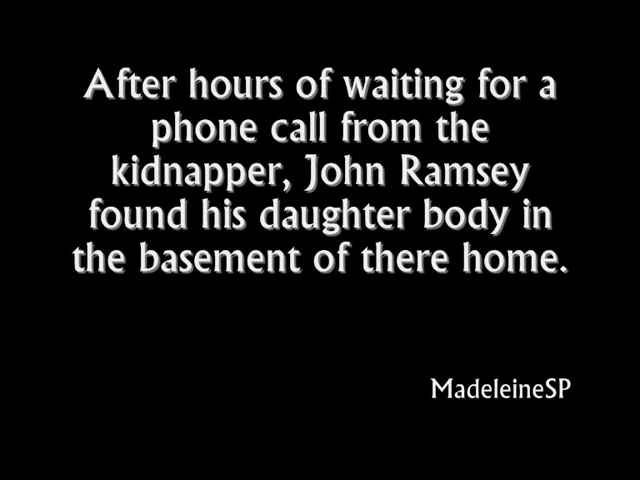 After hours of waiting for a
phone call from the
kidnapper, John Ramsey
found his daughter body in
the basement of there home.
MadeleineSP